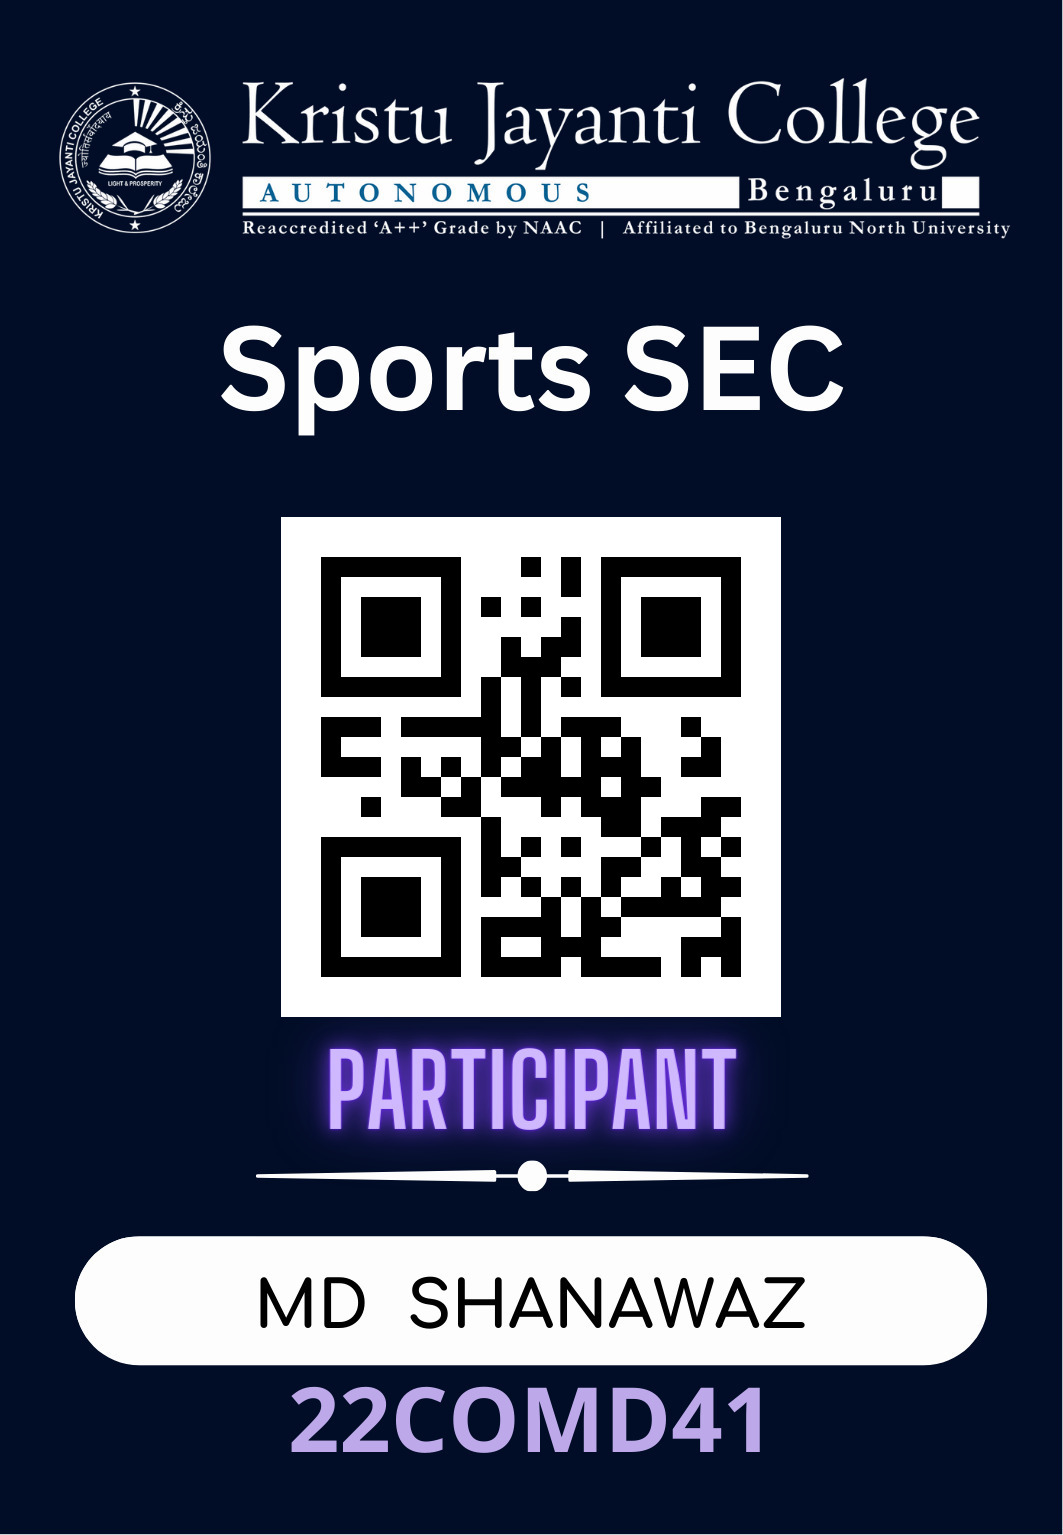 Kristu Jayanti College
AUTONOMOUS Bengaluru
Reaccredited ‘A++’ Grade by NAAC | Affiliated to Bengaluru North University
KRISTU JAYANTI COLLEGE
LIGHT & PROSPERITY
Sports SEC
PARTICIPANT
MD SHANAWAZ
22COMD41